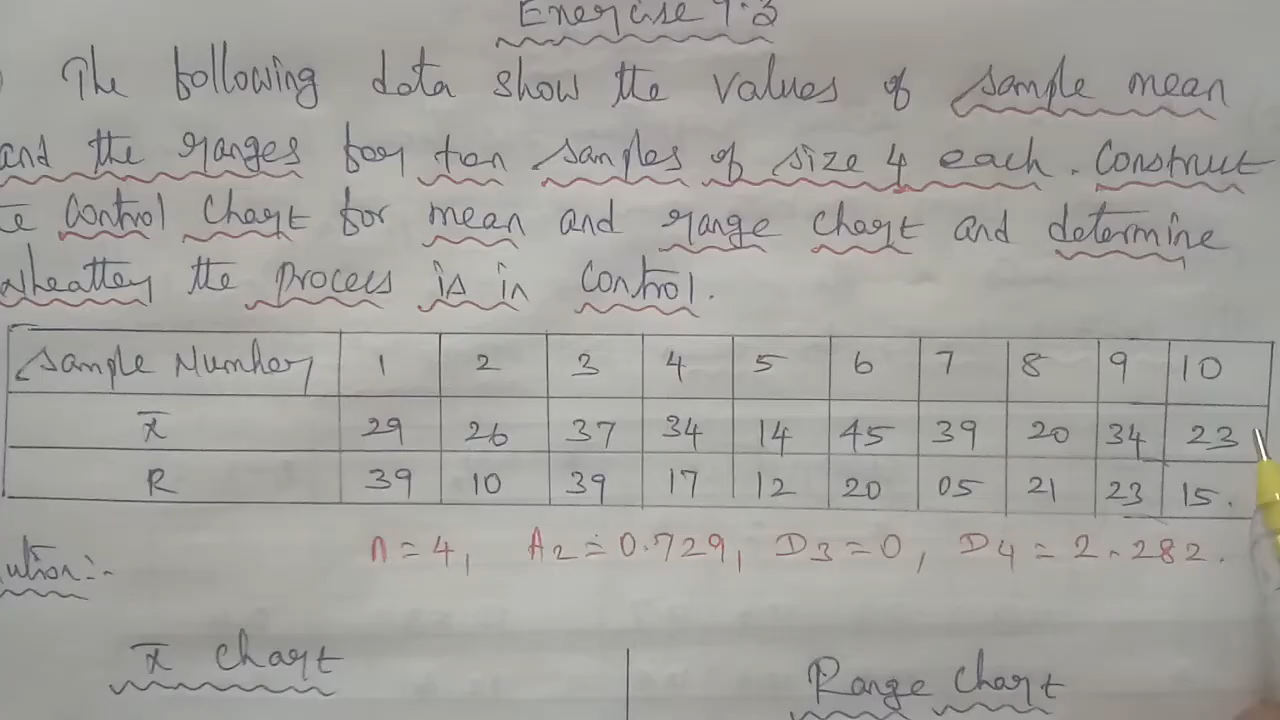 Exercise 9.3
The following data show the values of sample mean
and the ranges for ten samples of size 4 each. Construct
control chart for mean and range chart and determine
wheatter the process is in control.
Sample Number 1 2 3 4 5 6 7 8 9 10
x̄ 29 26 37 34 14 45 39 20 34 23
R 39 10 39 17 12 20 05 21 23 15.
n = 4, A2 = 0.729, D3 = 0, D4 = 2.282.
ution:-
x̄ chart
Range chart